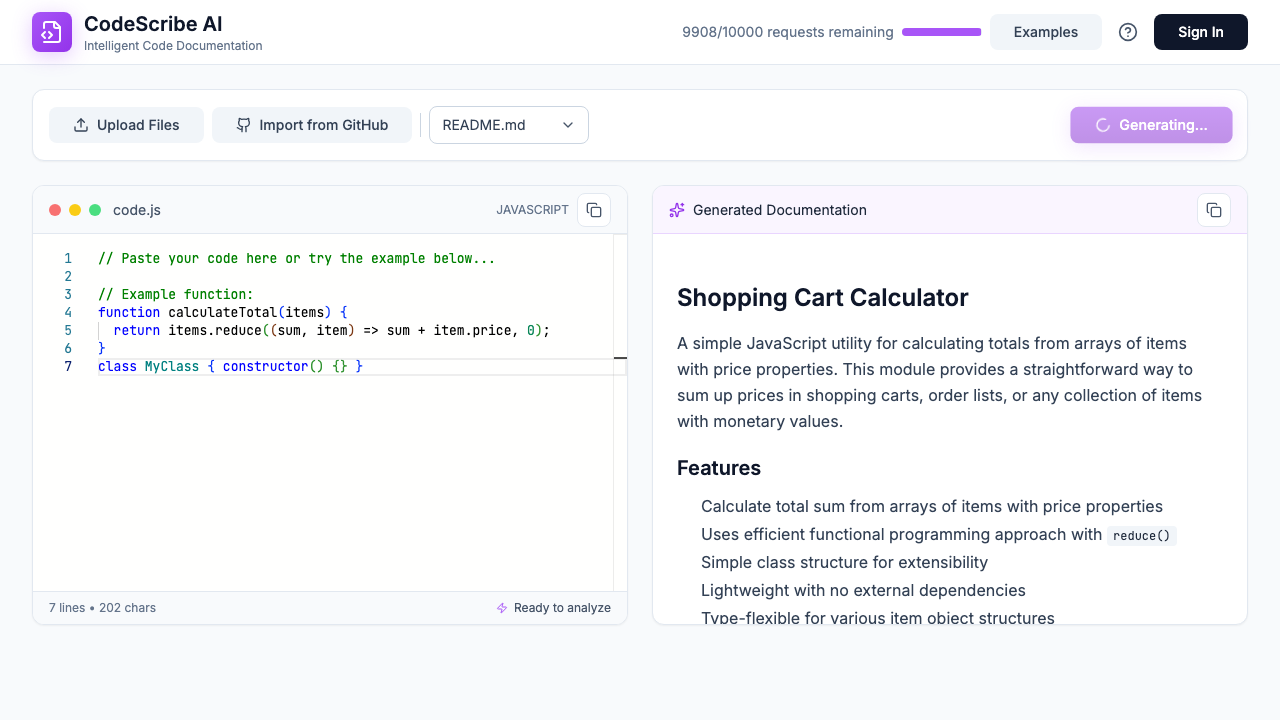 CodeScribe AI
Intelligent Code Documentation
9908/10000 requests remaining
Examples
Sign In
Upload Files
Import from GitHub
README.md
Generating...
code.js
JAVASCRIPT
1 // Paste your code here or try the example below...
2
3 // Example function:
4 function calculateTotal(items) {
5 return items.reduce((sum, item) => sum + item.price, 0);
6 }
7 class MyClass { constructor() {} }
7 lines • 202 chars
Ready to analyze
Generated Documentation
Shopping Cart Calculator
A simple JavaScript utility for calculating totals from arrays of items
with price properties. This module provides a straightforward way to
sum up prices in shopping carts, order lists, or any collection of items
with monetary values.
Features
Calculate total sum from arrays of items with price properties
Uses efficient functional programming approach with reduce()
Simple class structure for extensibility
Lightweight with no external dependencies
Type-flexible for various item object structures